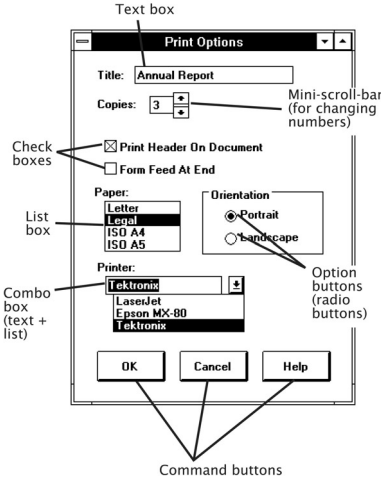 Text box
Print Options
Title: Annual Report
Copies: 3
Mini-scroll-bar
(for changing
numbers)
Check
boxes
Print Header On Document
Form Feed At End
Paper:
Letter
Legal
ISO A4
ISO A5
List
box
Orientation
Portrait
Landscape
Option
buttons
(radio
buttons)
Printer:
Tektronix
LaserJet
Epson MX-80
Tektronix
Combo
box
(text +
list)
OK Cancel Help
Command buttons